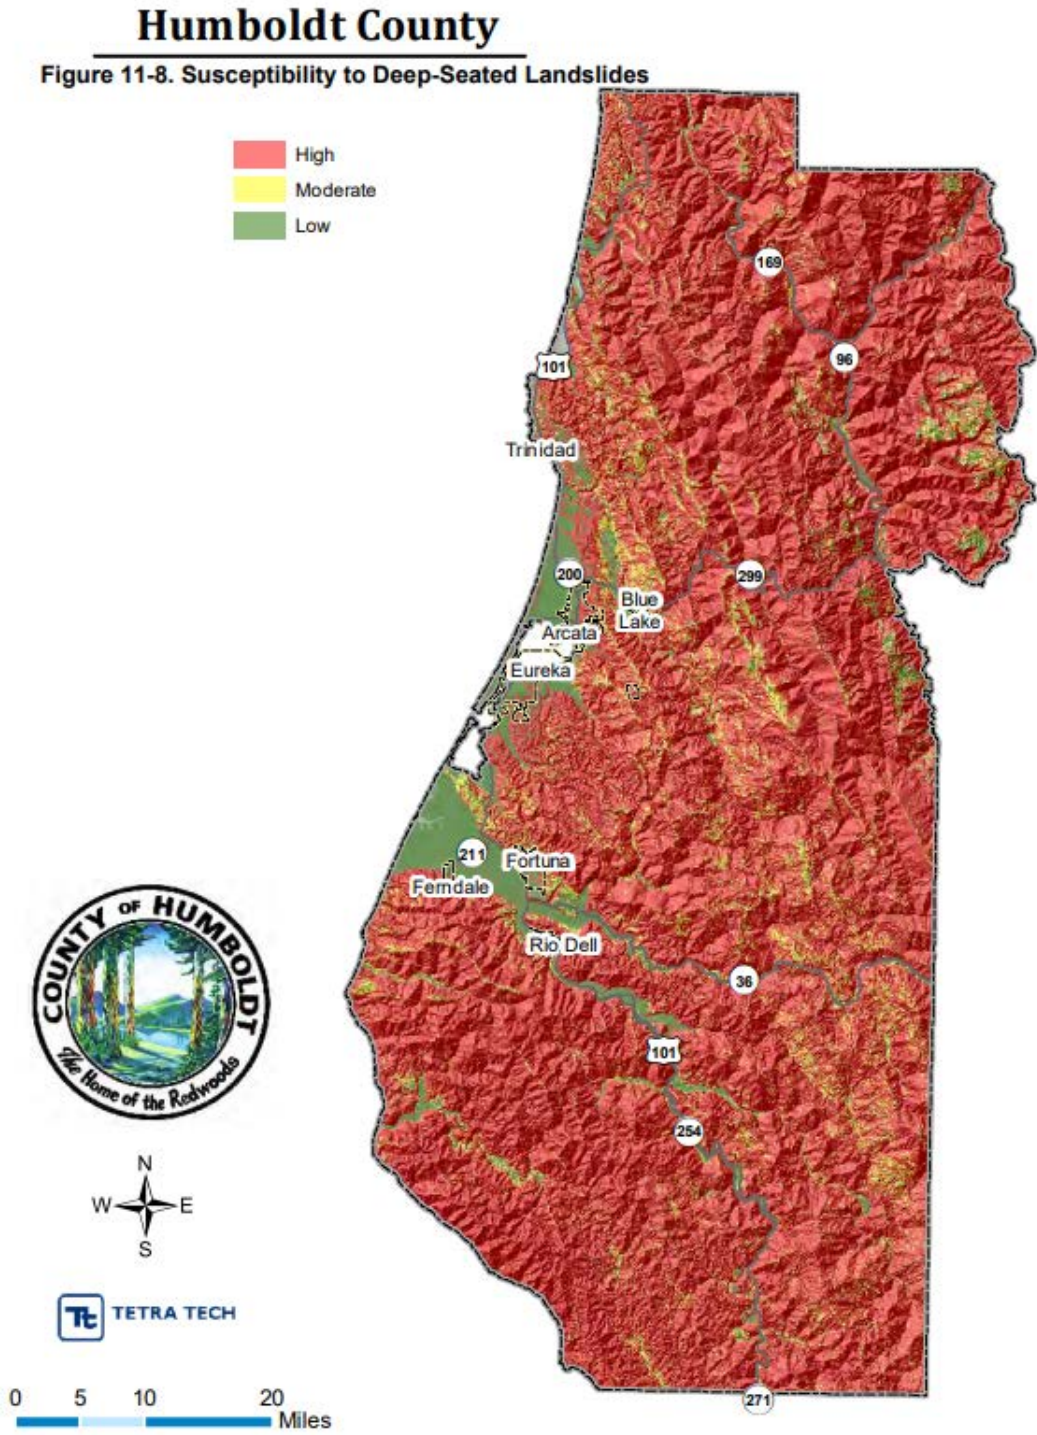 Humboldt County
Figure 11-8. Susceptibility to Deep-Seated Landslides
High
Moderate
Low
169
96
101
Trinidad
200
299
Blue
Lake
Arcata
Eureka
211
Fortuna
Ferndale
Rio Dell
36
101
254
271
COUNTY OF HUMBOLDT
The Home of the Redwoods
N
W E
S
Tt TETRA TECH
0 5 10 20
Miles